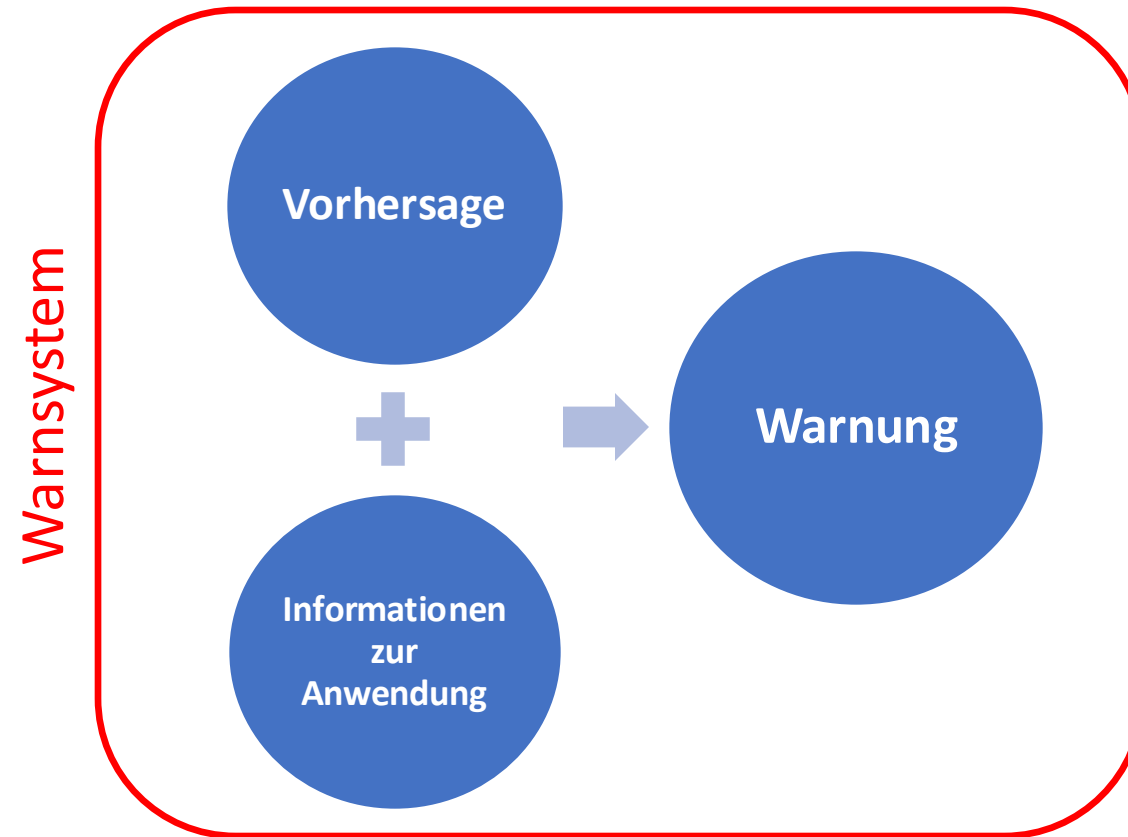 Warnsystem
Vorhersage
Informationen
zur
Anwendung
Warnung